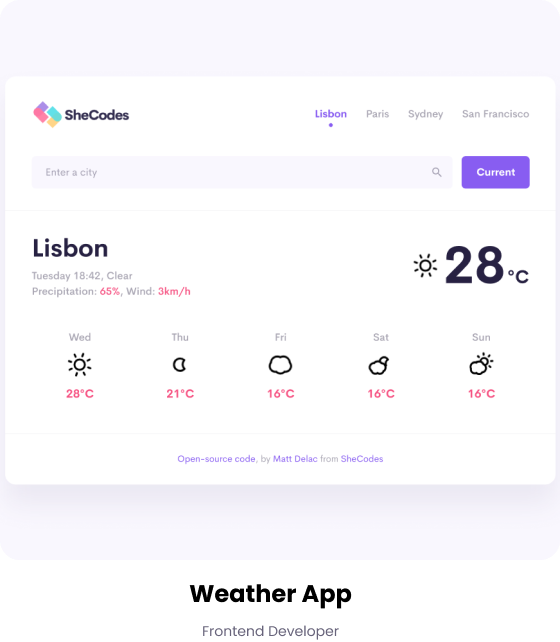 SheCodes
Lisbon Paris Sydney San Francisco
Enter a city Current
Lisbon
Tuesday 18:42, Clear
Precipitation: 65%, Wind: 3km/h
28 °C
Wed Thu Fri Sat Sun
28°C 21°C 16°C 16°C 16°C
Open-source code, by Matt Delac from SheCodes
Weather App
Frontend Developer